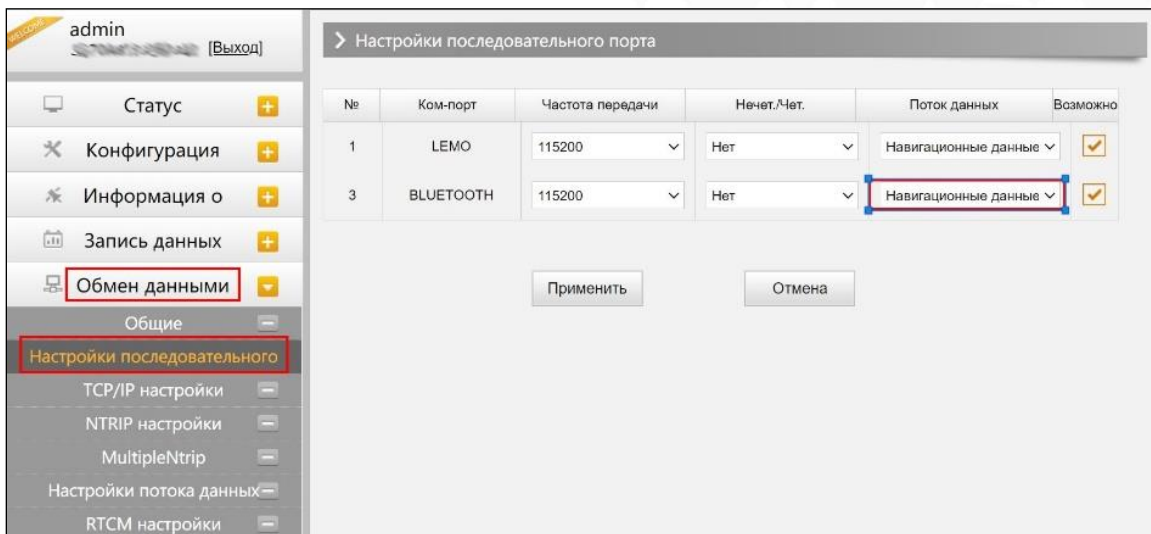 WELCOME
admin
[Выход]
Статус
Конфигурация
Информация о
Запись данных
Обмен данными
Общие
Настройки последовательного
TCP/IP настройки
NTRIP настройки
MultipleNtrip
Настройки потока данных
RTCM настройки
Настройки последовательного порта
№ Ком-порт Частота передачи Нечет./Чет. Поток данных Возможно
1 LEMO 115200 Нет Навигационные данные
3 BLUETOOTH 115200 Нет Навигационные данные
Применить Отмена